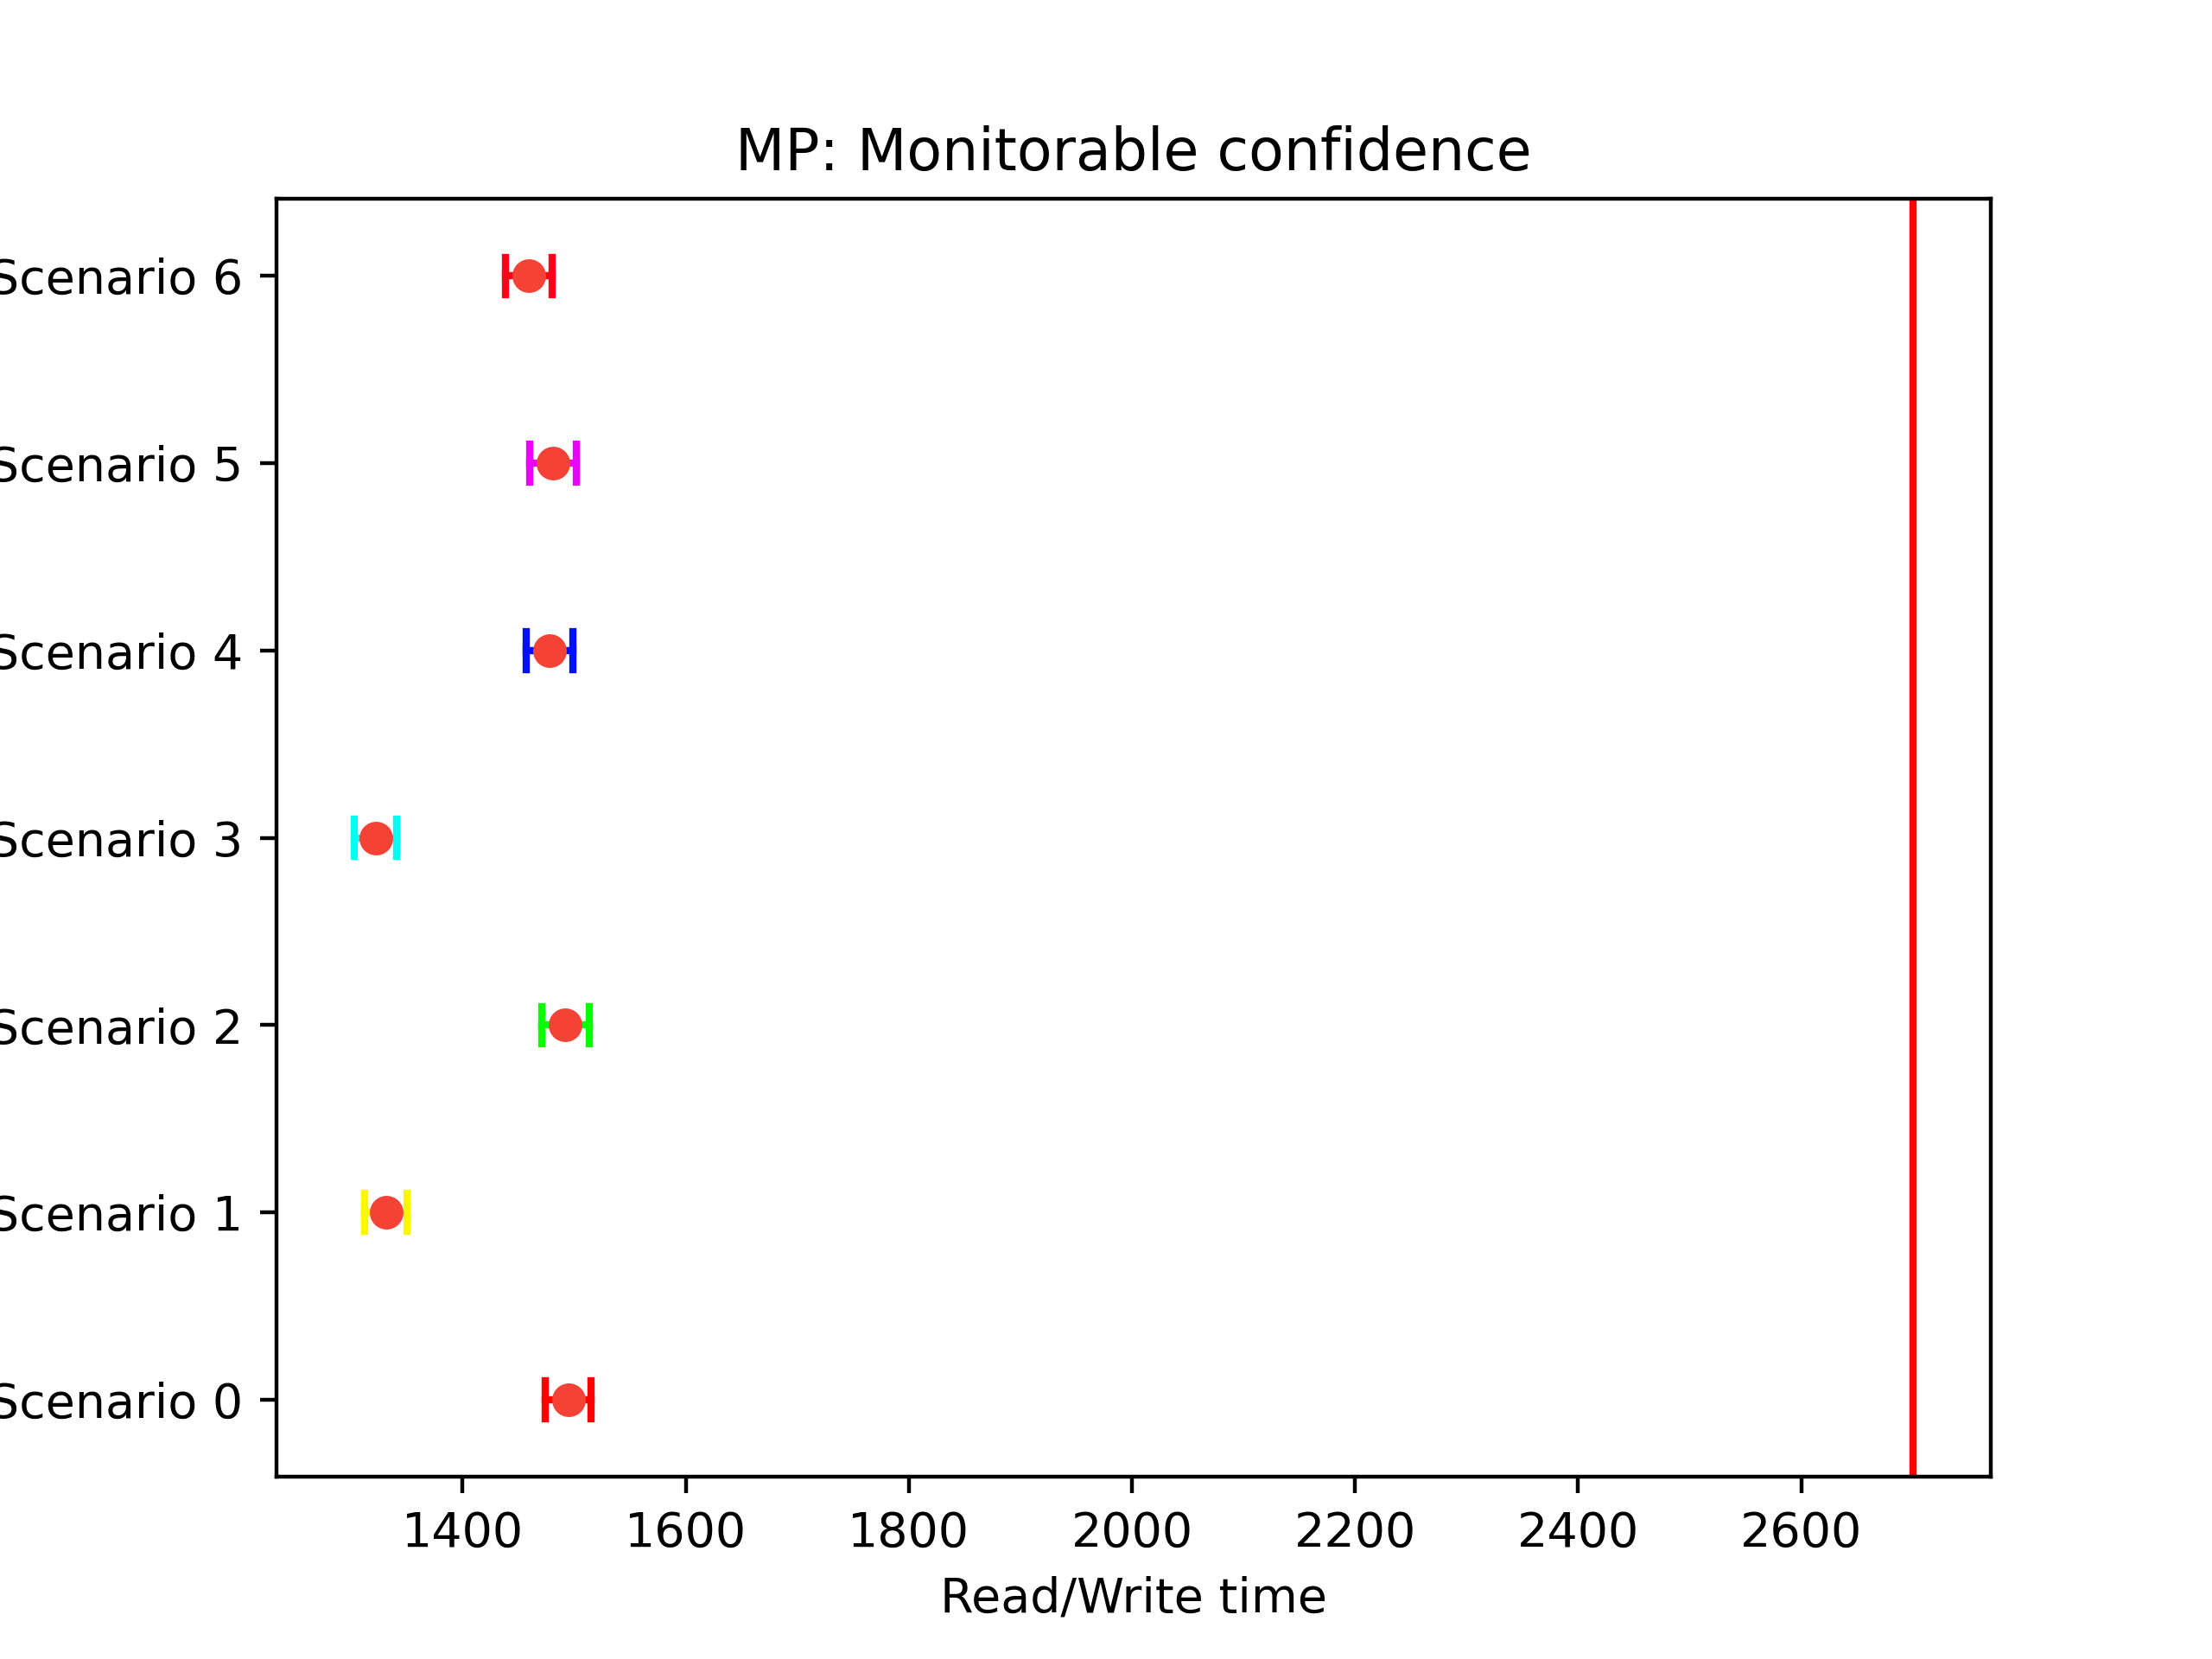 MP: Monitorable confidence
Scenario 6
Scenario 5
Scenario 4
Scenario 3
Scenario 2
Scenario 1
Scenario 0
1400 1600 1800 2000 2200 2400 2600
Read/Write time